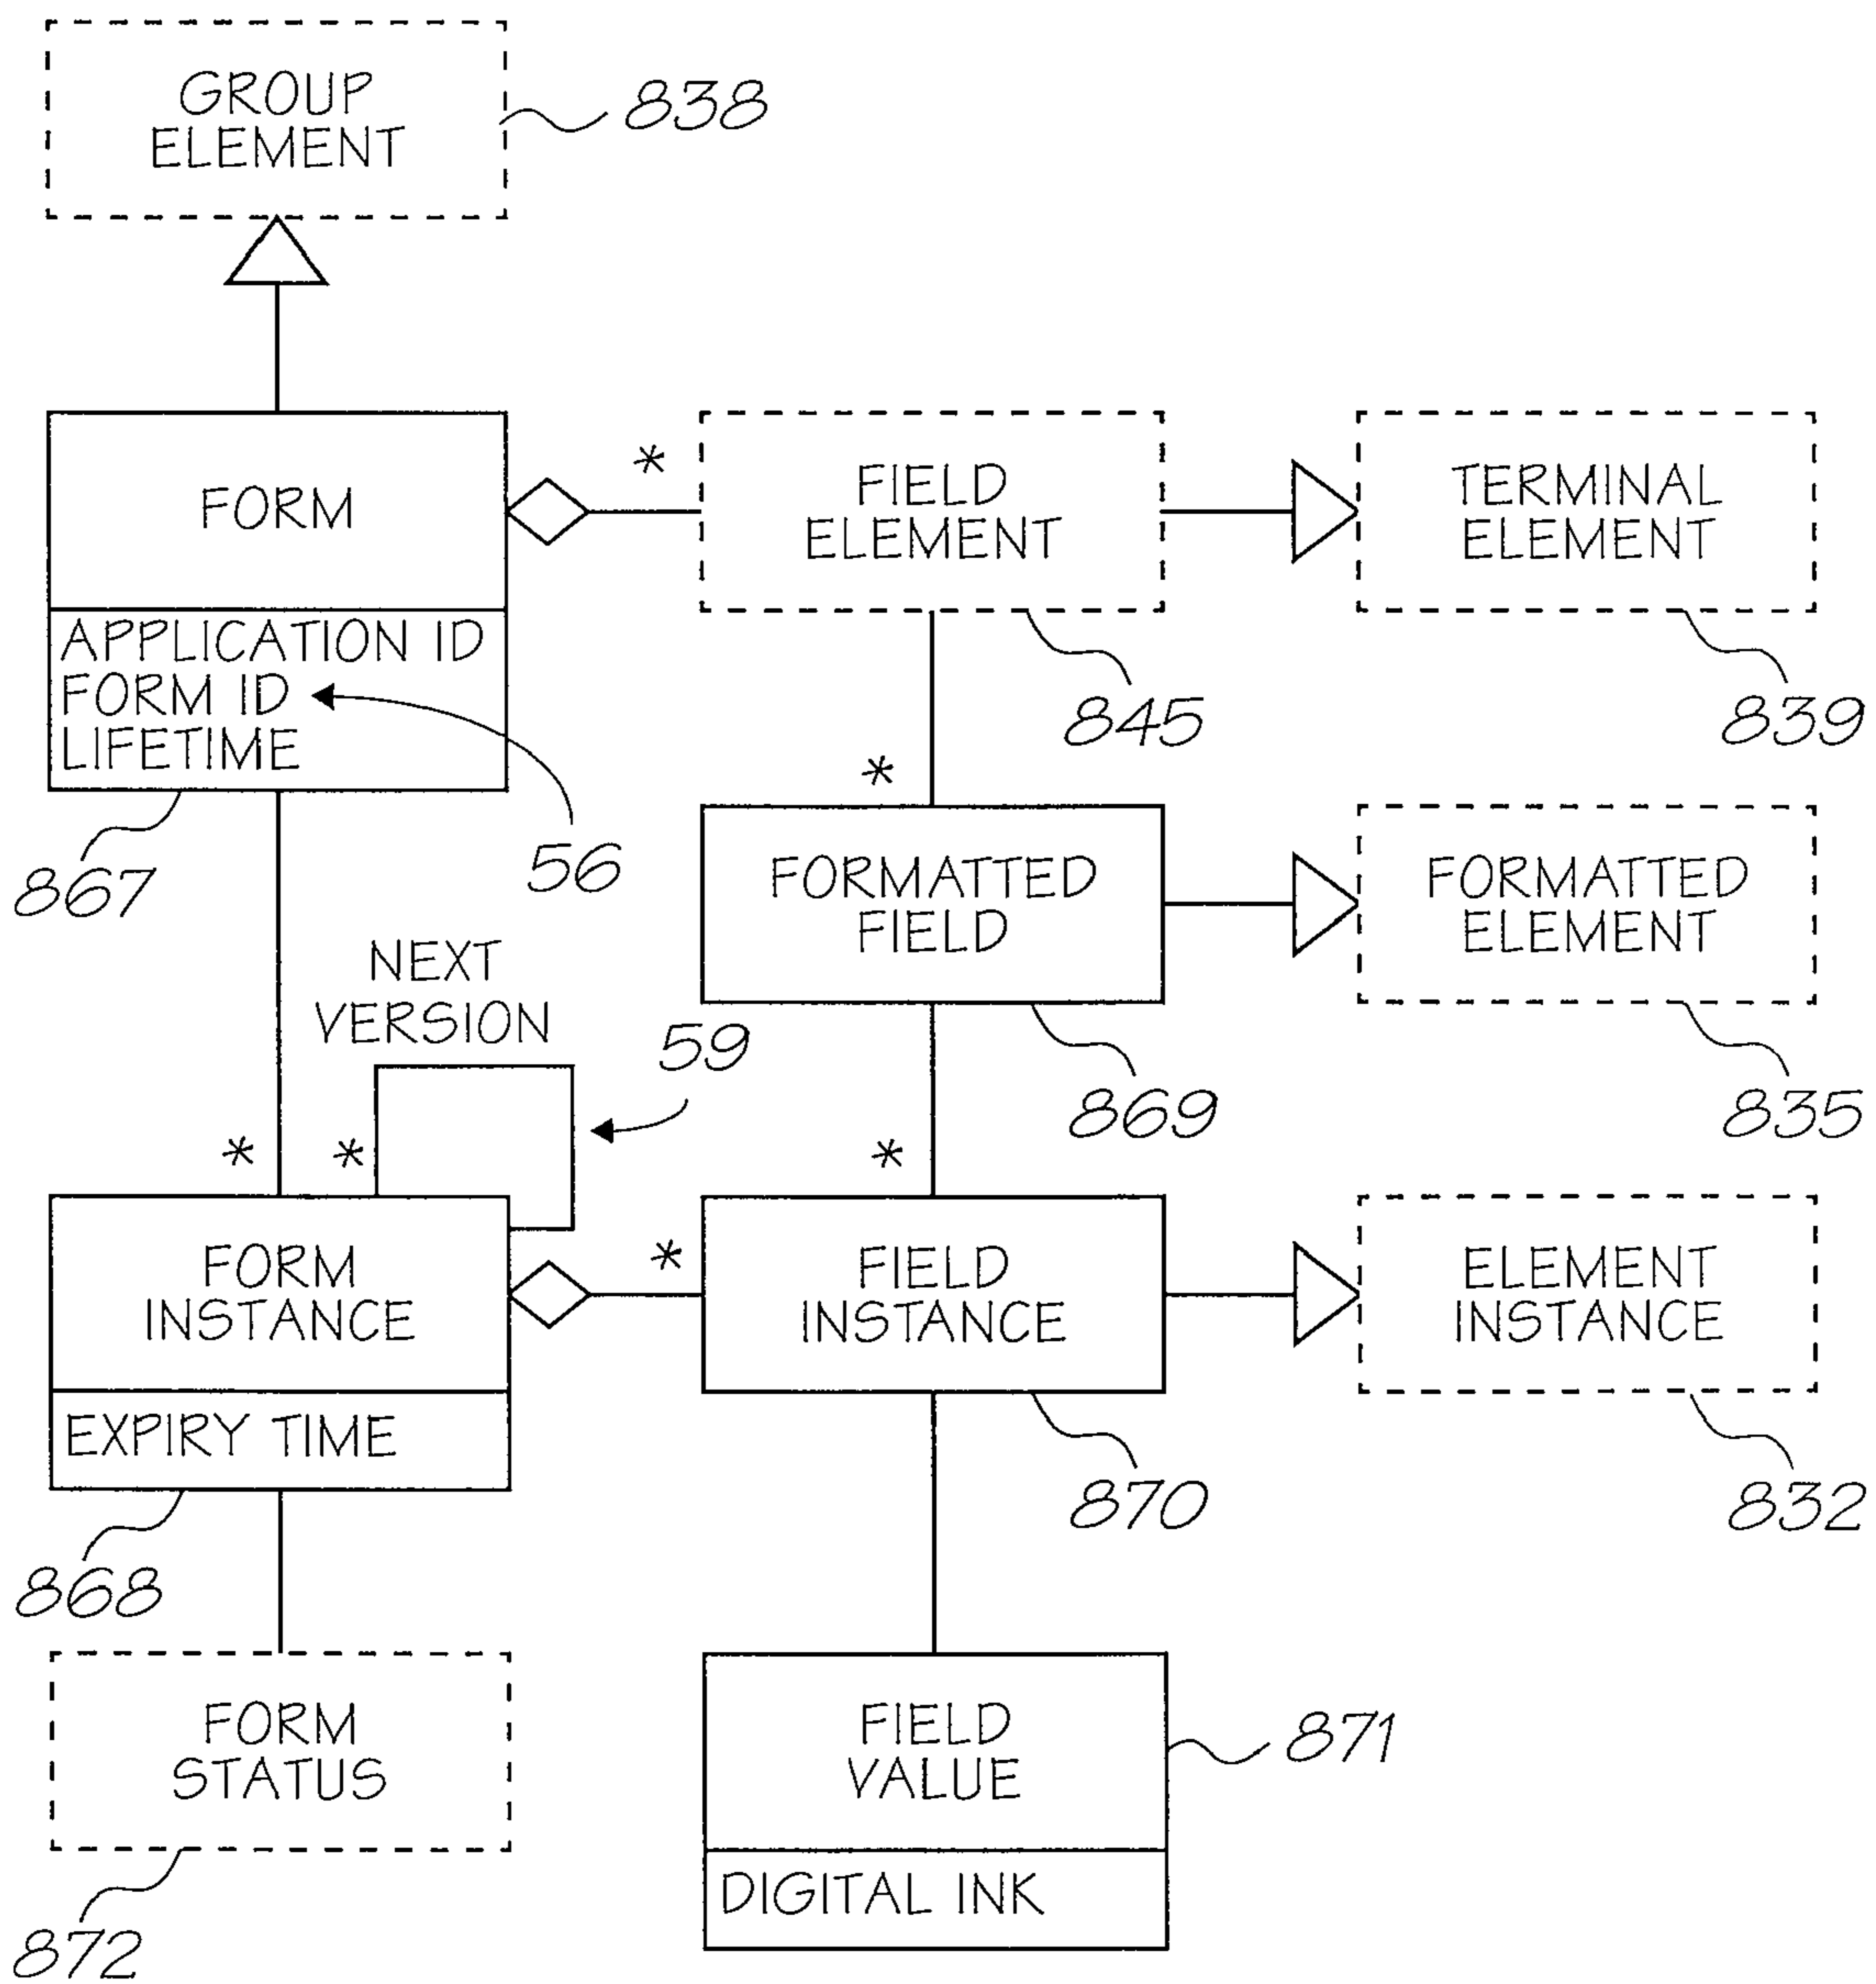 GROUP
ELEMENT
838
FORM
*
FIELD
ELEMENT
TERMINAL
ELEMENT
APPLICATION ID
FORM ID
LIFETIME
845
839
867
56
*
FORMATTED
FIELD
FORMATTED
ELEMENT
NEXT
VERSION
59
869
835
*
*
*
FORM
INSTANCE
*
FIELD
INSTANCE
ELEMENT
INSTANCE
EXPIRY TIME
870
832
868
FORM
STATUS
FIELD
VALUE
871
DIGITAL INK
872